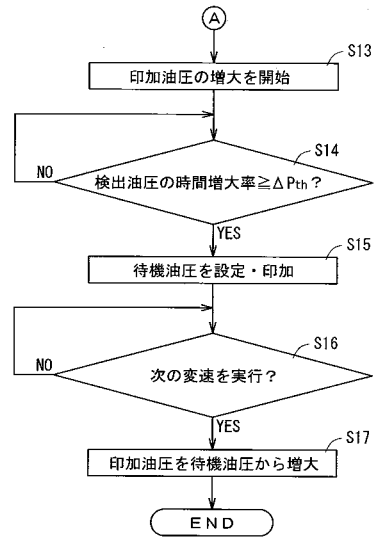 A
S13
印加油圧の増大を開始
S14
検出油圧の時間増大率≧ΔPth?
NO
YES
S15
待機油圧を設定・印加
S16
次の変速を実行?
NO
YES
S17
印加油圧を待機油圧から増大
END